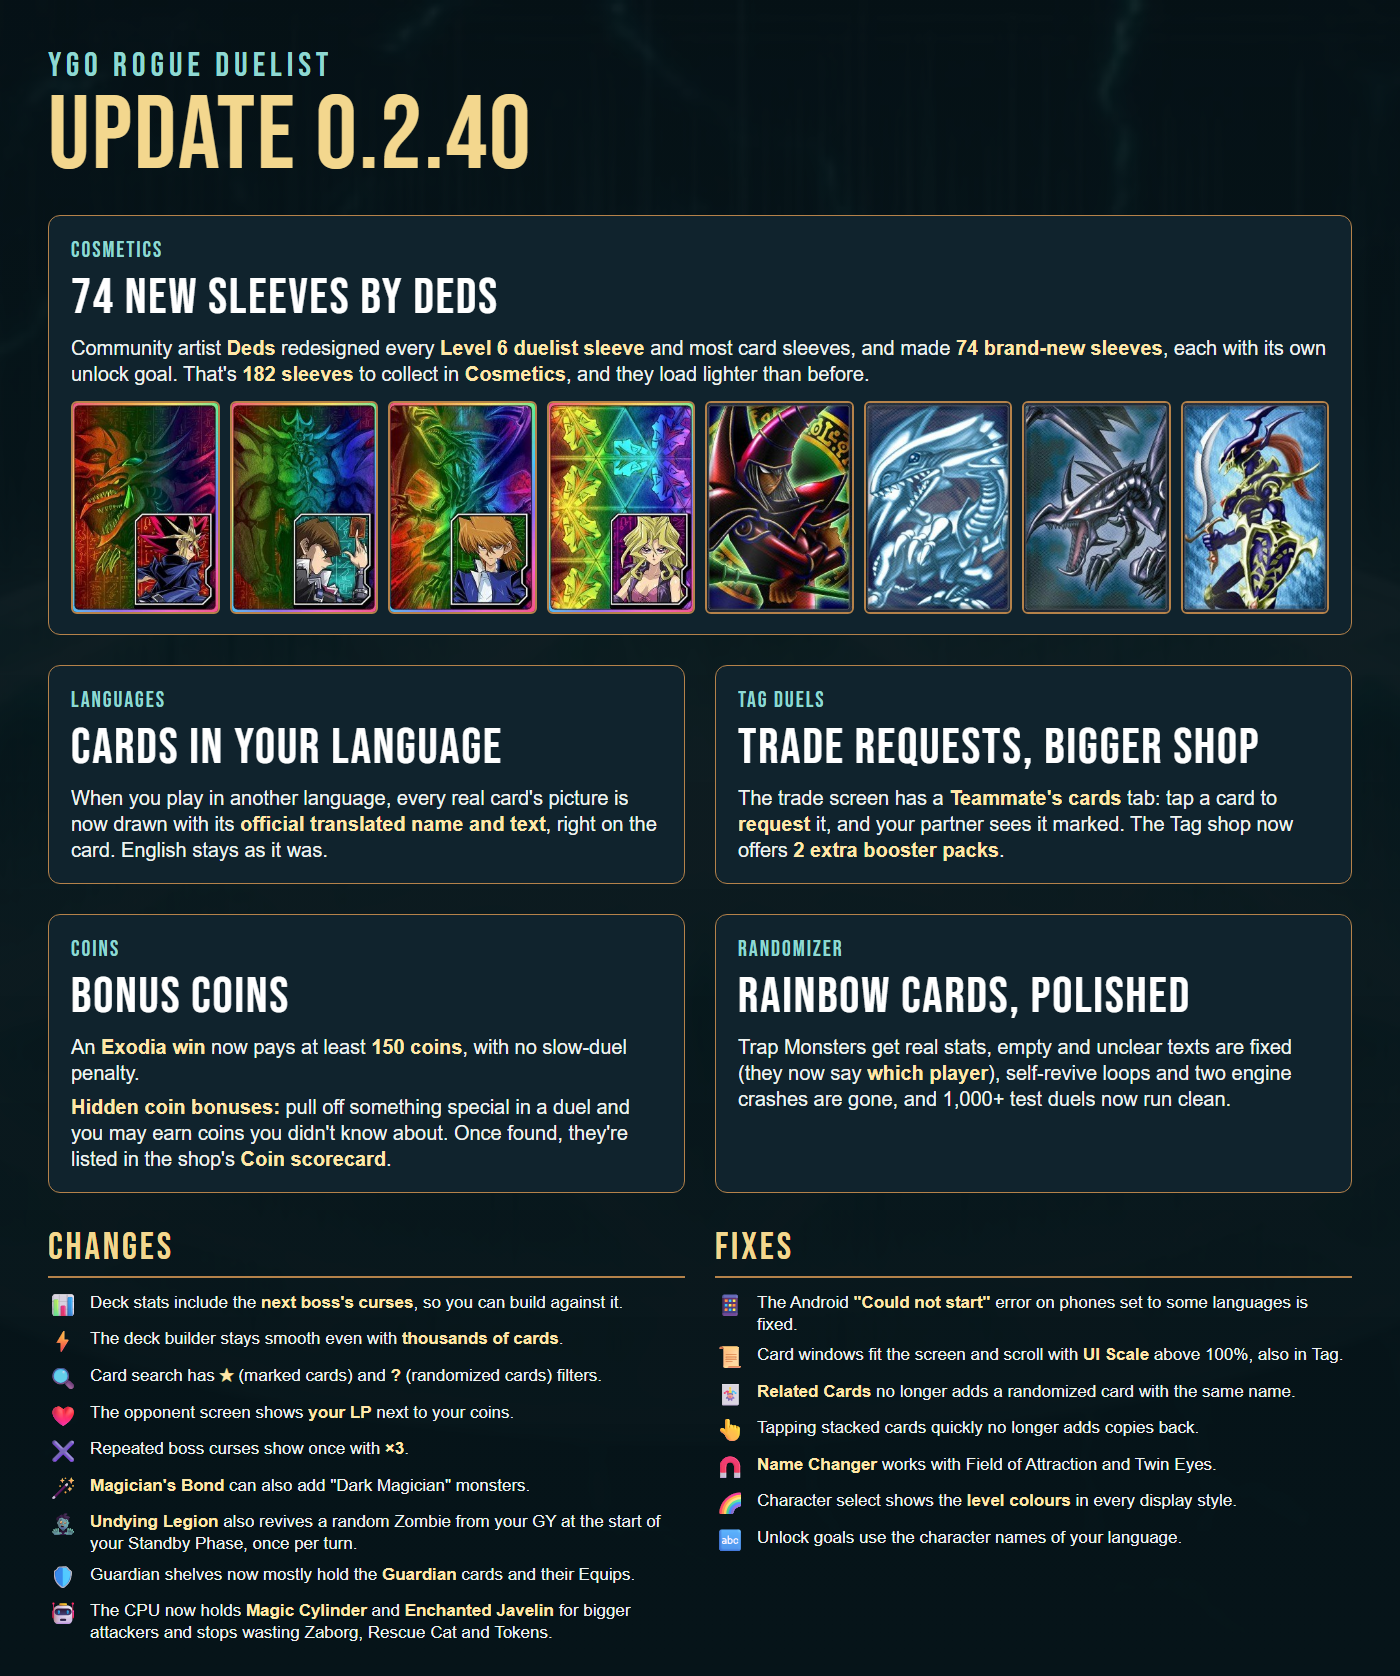 YGO ROGUE DUELIST
UPDATE 0.2.40
COSMETICS
74 NEW SLEEVES BY DEDS
Community artist Deds redesigned every Level 6 duelist sleeve and most card sleeves, and made 74 brand-new sleeves, each with its own
unlock goal. That's 182 sleeves to collect in Cosmetics, and they load lighter than before.
LANGUAGES
CARDS IN YOUR LANGUAGE
When you play in another language, every real card's picture is
now drawn with its official translated name and text, right on the
card. English stays as it was.
TAG DUELS
TRADE REQUESTS, BIGGER SHOP
The trade screen has a Teammate's cards tab: tap a card to
request it, and your partner sees it marked. The Tag shop now
offers 2 extra booster packs.
COINS
BONUS COINS
An Exodia win now pays at least 150 coins, with no slow-duel
penalty.
Hidden coin bonuses: pull off something special in a duel and
you may earn coins you didn't know about. Once found, they're
listed in the shop's Coin scorecard.
RANDOMIZER
RAINBOW CARDS, POLISHED
Trap Monsters get real stats, empty and unclear texts are fixed
(they now say which player), self-revive loops and two engine
crashes are gone, and 1,000+ test duels now run clean.
CHANGES
Deck stats include the next boss's curses, so you can build against it.
The deck builder stays smooth even with thousands of cards.
Card search has ★ (marked cards) and ? (randomized cards) filters.
The opponent screen shows your LP next to your coins.
Repeated boss curses show once with ×3.
Magician's Bond can also add "Dark Magician" monsters.
Undying Legion also revives a random Zombie from your GY at the start of
your Standby Phase, once per turn.
Guardian shelves now mostly hold the Guardian cards and their Equips.
The CPU now holds Magic Cylinder and Enchanted Javelin for bigger
attackers and stops wasting Zaborg, Rescue Cat and Tokens.
FIXES
The Android "Could not start" error on phones set to some languages is
fixed.
Card windows fit the screen and scroll with UI Scale above 100%, also in Tag.
Related Cards no longer adds a randomized card with the same name.
Tapping stacked cards quickly no longer adds copies back.
Name Changer works with Field of Attraction and Twin Eyes.
Character select shows the level colours in every display style.
abc Unlock goals use the character names of your language.